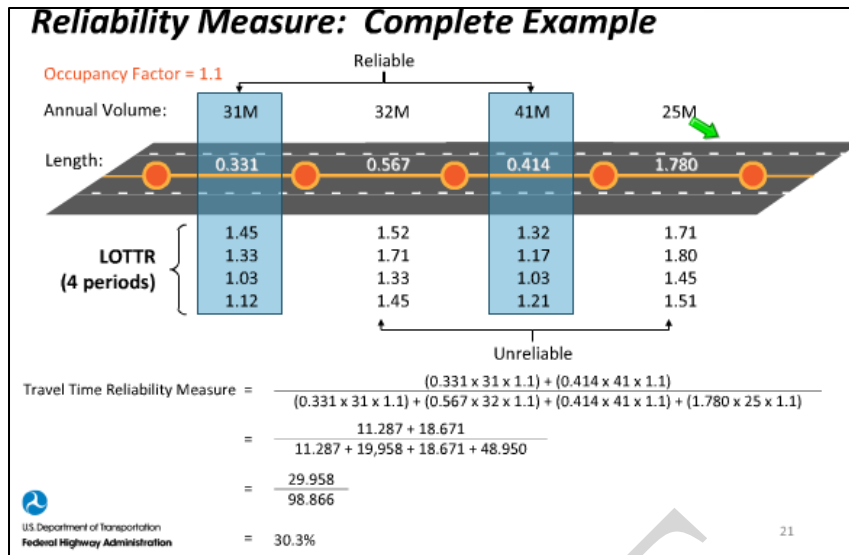 Reliability Measure:  Complete Example
Reliable
Occupancy Factor = 1.1
Annual Volume: 31M 32M 41M 25M
Length: 0.331 0.567 0.414 1.780
1.45 1.52 1.32 1.71
LOTTR 1.33 1.71 1.17 1.80
(4 periods) 1.03 1.33 1.03 1.45
1.12 1.45 1.21 1.51
Unreliable
(0.331 x 31 x 1.1) + (0.414 x 41 x 1.1)
Travel Time Reliability Measure =
(0.331 x 31 x 1.1) + (0.567 x 32 x 1.1) + (0.414 x 41 x 1.1) + (1.780 x 25 x 1.1)
11.287 + 18.671
=
11.287 + 19,958 + 18.671 + 48.950
29.958
=
98.866
= 30.3%
U.S. Department of Transportation
Federal Highway Administration
21